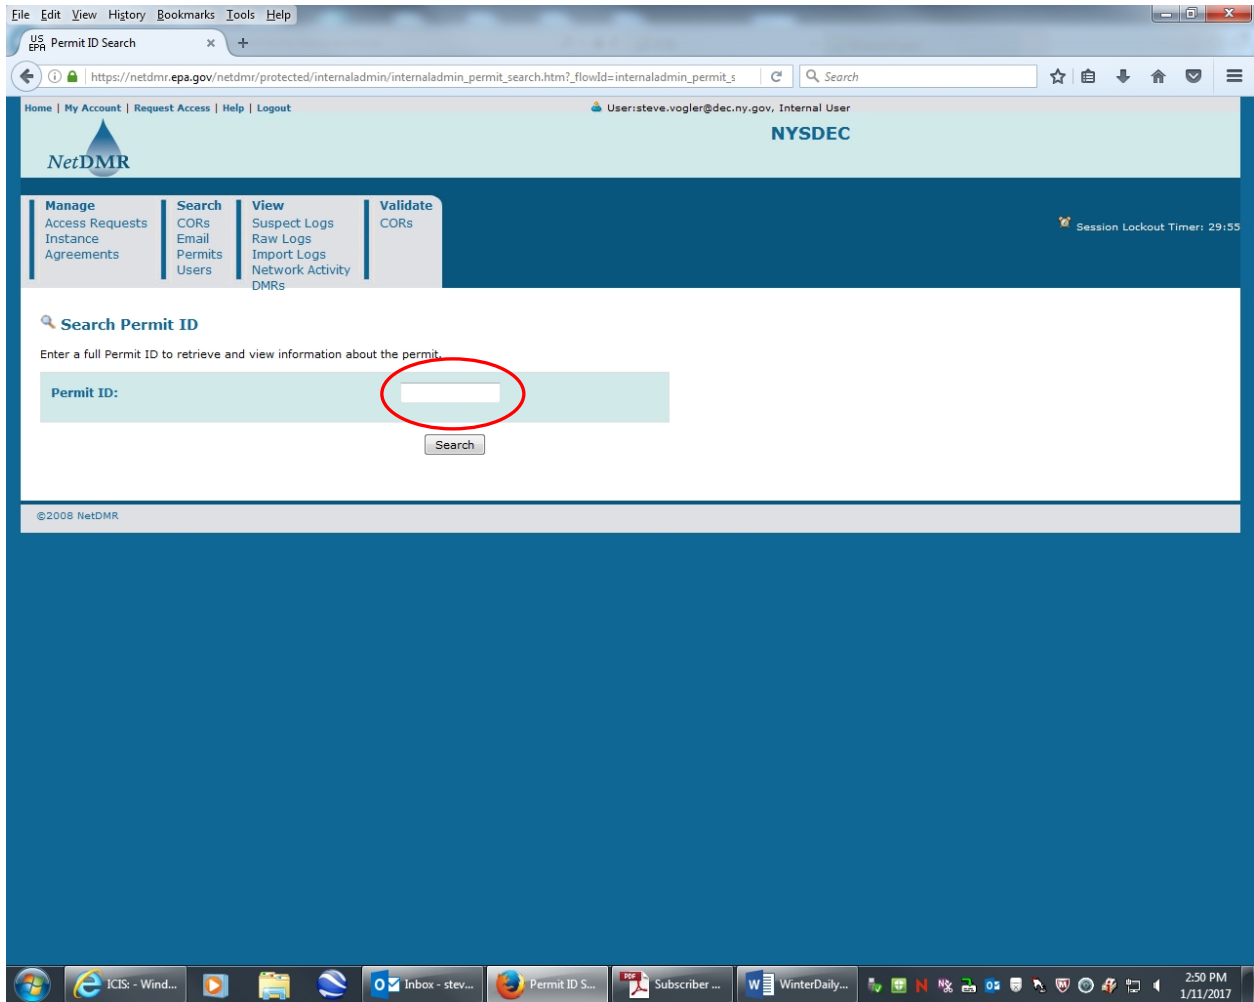 File Edit View History Bookmarks Tools Help
US EPA Permit ID Search × +
https://netdmr.epa.gov/netdmr/protected/internaladmin/internaladmin_permit_search.htm?_flowId=internaladmin_permit_s
Search
Home | My Account | Request Access | Help | Logout
User:steve.vogler@dec.ny.gov, Internal User
NYSDEC
NetDMR
Manage
Access Requests
Instance
Agreements
Search
CORs
Email
Permits
Users
View
Suspect Logs
Raw Logs
Import Logs
Network Activity
DMRs
Validate
CORs
Session Lockout Timer: 29:55
Search Permit ID
Enter a full Permit ID to retrieve and view information about the permit.
Permit ID:
Search
©2008 NetDMR
ICIS: - Wind...
Inbox - stev...
Permit ID S...
Subscriber ...
WinterDaily...
2:50 PM
1/11/2017